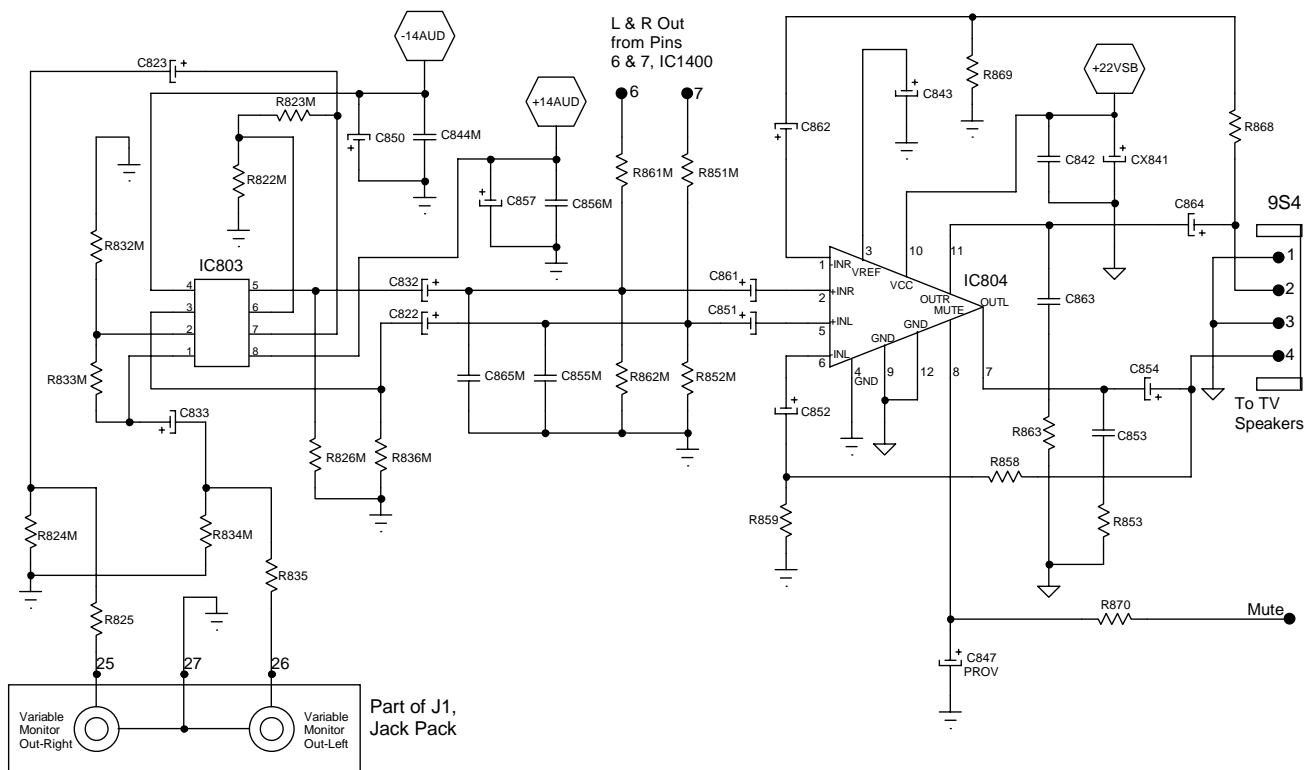 -14AUD
L & R Out
from Pins
6 & 7, IC1400
C823
+
R823M
+14AUD
6
7
+22VSB
R869
C843
+
C850
+
C844M
C862
+
R868
R822M
R861M
R851M
C842
CX841
+
C857
+
C856M
9S4
R832M
C864
+
3
10
11
IC803
1
-INR
VREF
VCC
IC804
1
C832
+
C861
+
4
5
2
+INR
OUTR
OUTL
2
3
6
C863
C822
+
C851
+
MUTE
2
7
5
+INL
GND
3
1
8
6
-INL
GND
4
R833M
C865M
C855M
R862M
R852M
4
9
12
8
7
C854
+
C833
+
C852
+
To TV
Speakers
R863
C853
R826M
R836M
R858
R824M
R834M
R859
R853
R835
R825
R870
Mute
25
27
26
C847
PROV
+
Part of J1,
Jack Pack
Variable
Monitor
Out-Right
Variable
Monitor
Out-Left